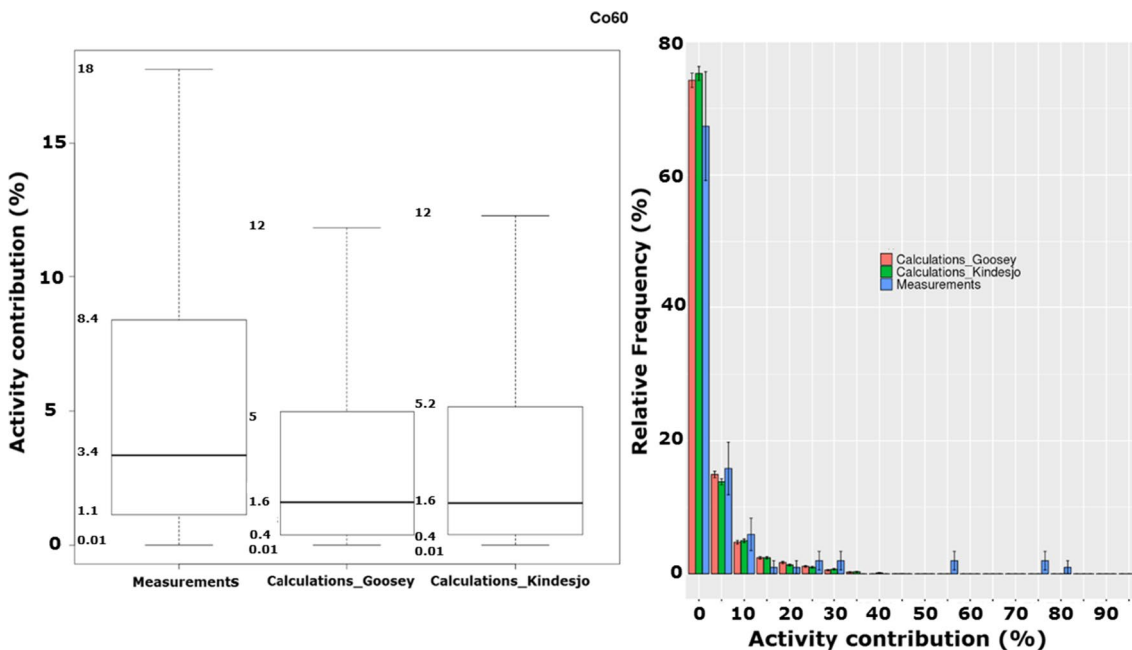 Co60
Activity contribution (%)
15
10
5
0
18
8.4
3.4
1.1
0.01
12
5
1.6
0.4
0.01
12
5.2
1.6
0.4
0.01
Measurements Calculations_Goosey Calculations_Kindesjo
Relative Frequency (%)
80
60
40
20
0
Calculations_Goosey
Calculations_Kindesjo
Measurements
0 10 20 30 40 50 60 70 80 90
Activity contribution (%)